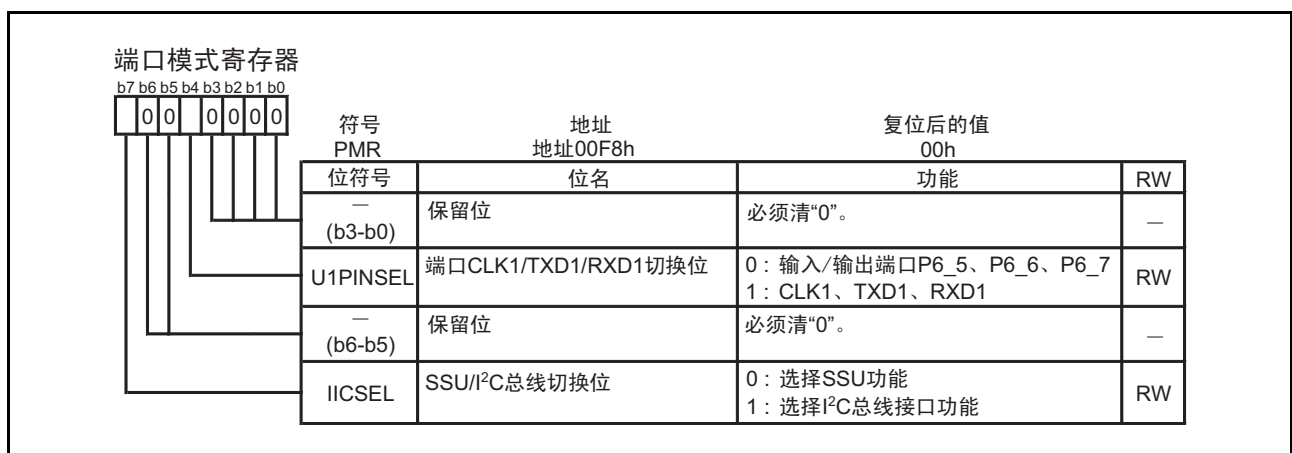 端口模式寄存器
b7 b6 b5 b4 b3 b2 b1 b0
0 0 0 0 0 0
符号 地址 复位后的值
PMR 地址00F8h 00h
位符号 位名 功能 RW
— (b3-b0) 保留位 必须清“0”。 —
U1PINSEL 端口CLK1/TXD1/RXD1切换位 0：输入/输出端口P6_5、P6_6、P6_7 RW
1：CLK1、TXD1、RXD1
— (b6-b5) 保留位 必须清“0”。 —
IICSEL SSU/I²C总线切换位 0：选择SSU功能 RW
1：选择I²C总线接口功能